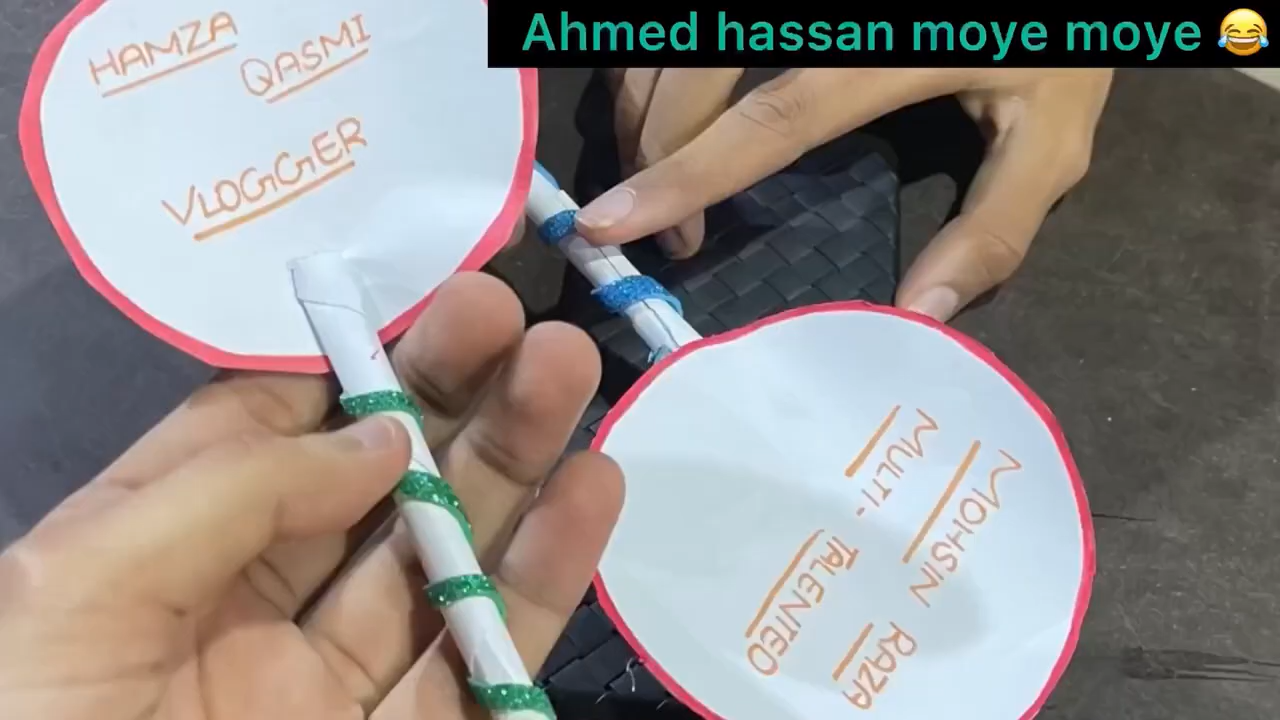 Ahmed hassan moye moye 😂
HAMZA
QASMI
VLOGGER
MOHSIN RAZA
MULTI-TALENTED